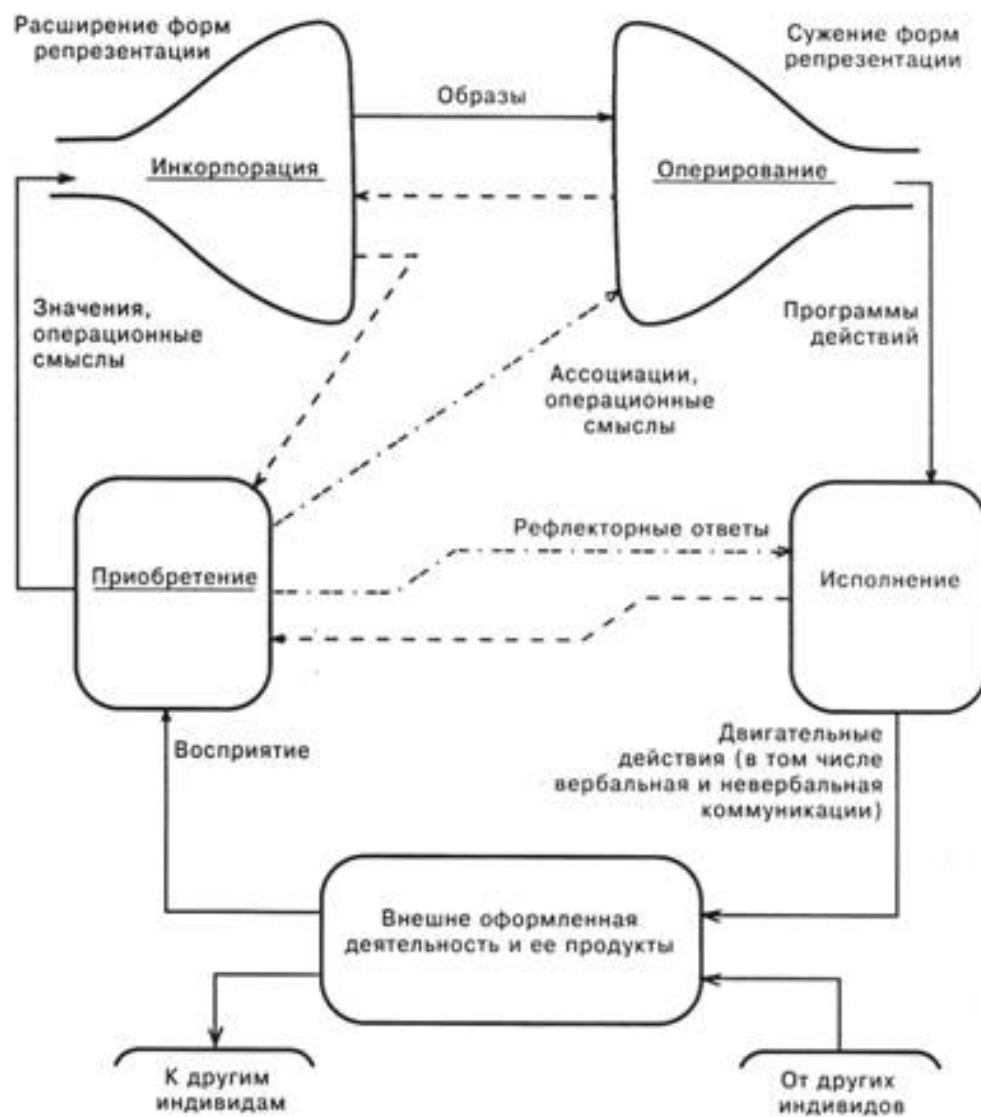 Расширение форм
репрезентации
Сужение форм
репрезентации
Образы
Инкорпорация
Оперирование
Значения,
операционные
смыслы
Программы
действий
Ассоциации,
операционные
смыслы
Рефлекторные ответы
Приобретение
Исполнение
Восприятие
Двигательные
действия (в том числе
вербальная и невербальная
коммуникации)
Внешне оформленная
деятельность и ее продукты
К другим
индивидам
От других
индивидов